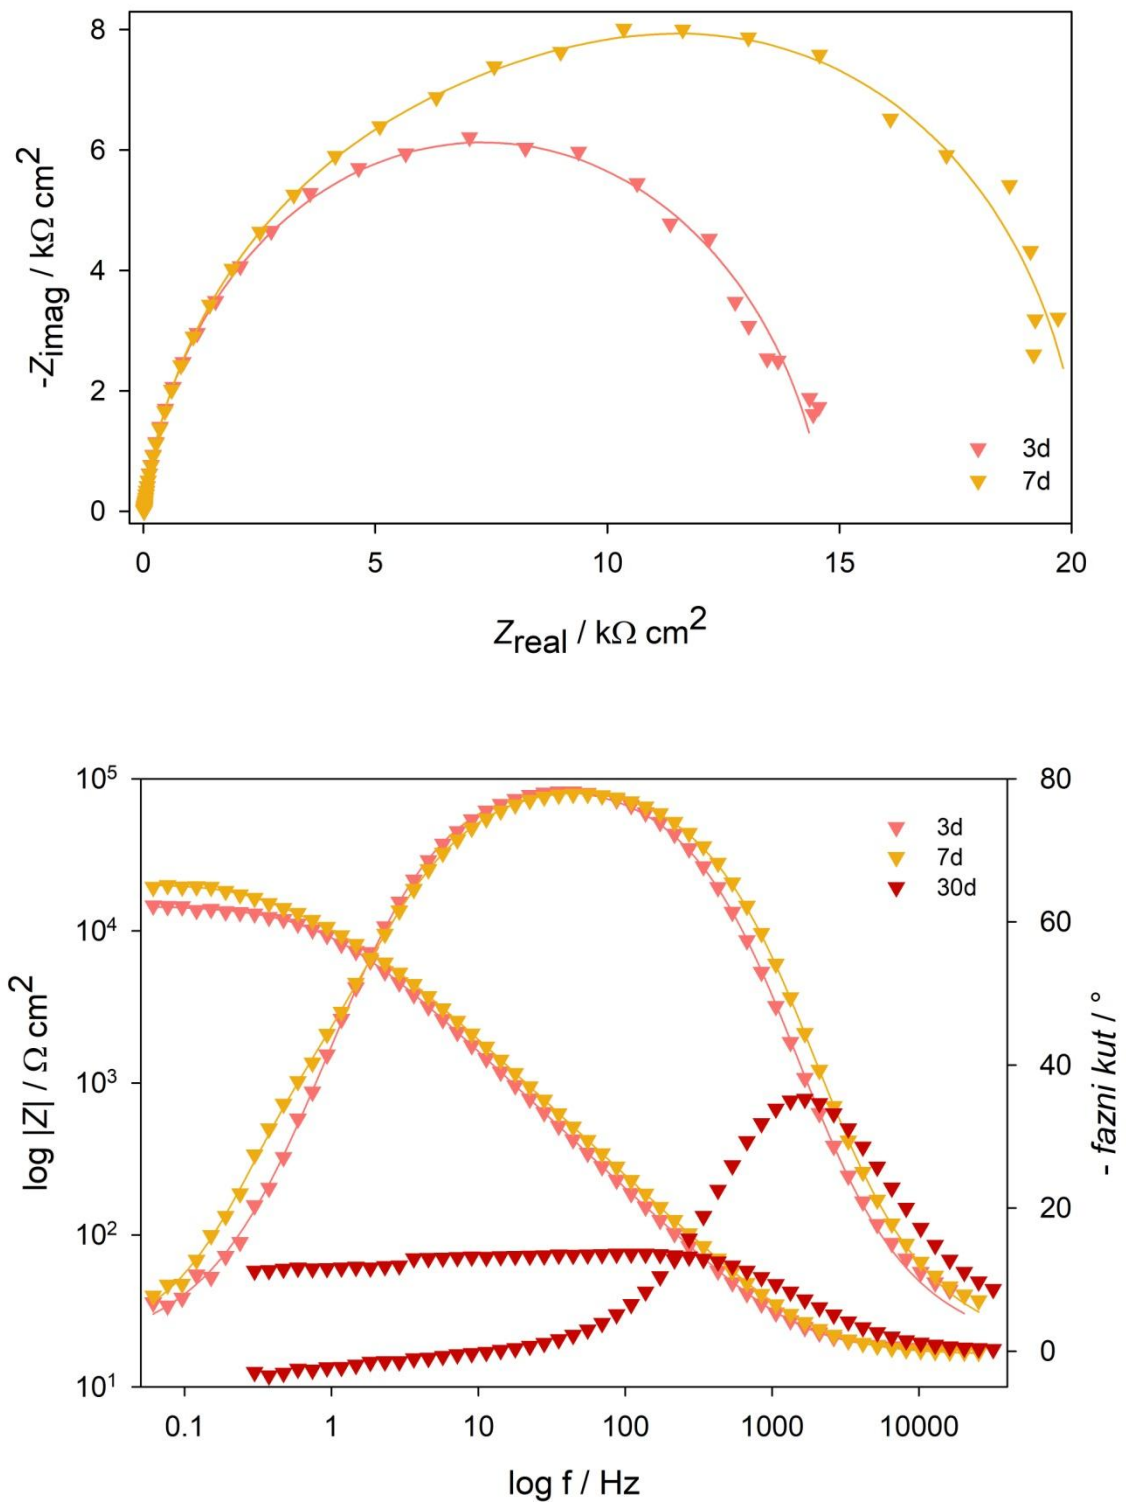 8
6
4
2
0
-Zimag / kΩ cm²
3d
7d
0 5 10 15 20
Zreal / kΩ cm²
10⁵
10⁴
10³
10²
10¹
log |Z| / Ω cm²
3d
7d
30d
80
60
40
20
0
- fazni kut / °
0.1 1 10 100 1000 10000
log f / Hz